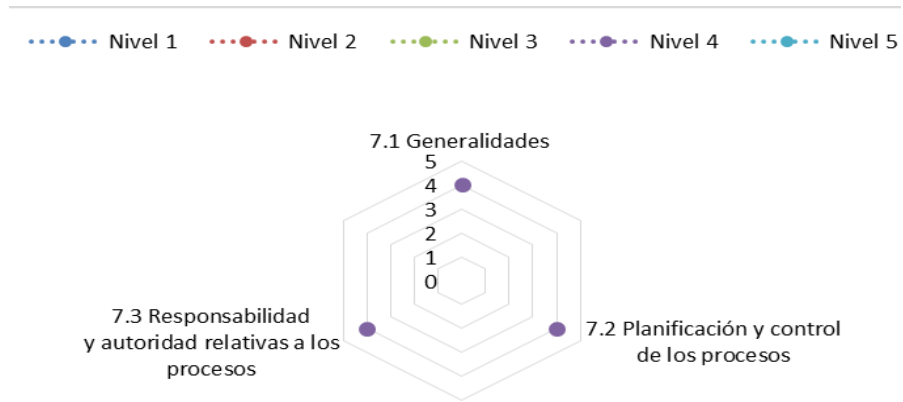 Nivel 1 Nivel 2 Nivel 3 Nivel 4 Nivel 5
7.1 Generalidades
5
4
3
2
1
0
7.3 Responsabilidad
y autoridad relativas a los
procesos
7.2 Planificación y control
de los procesos